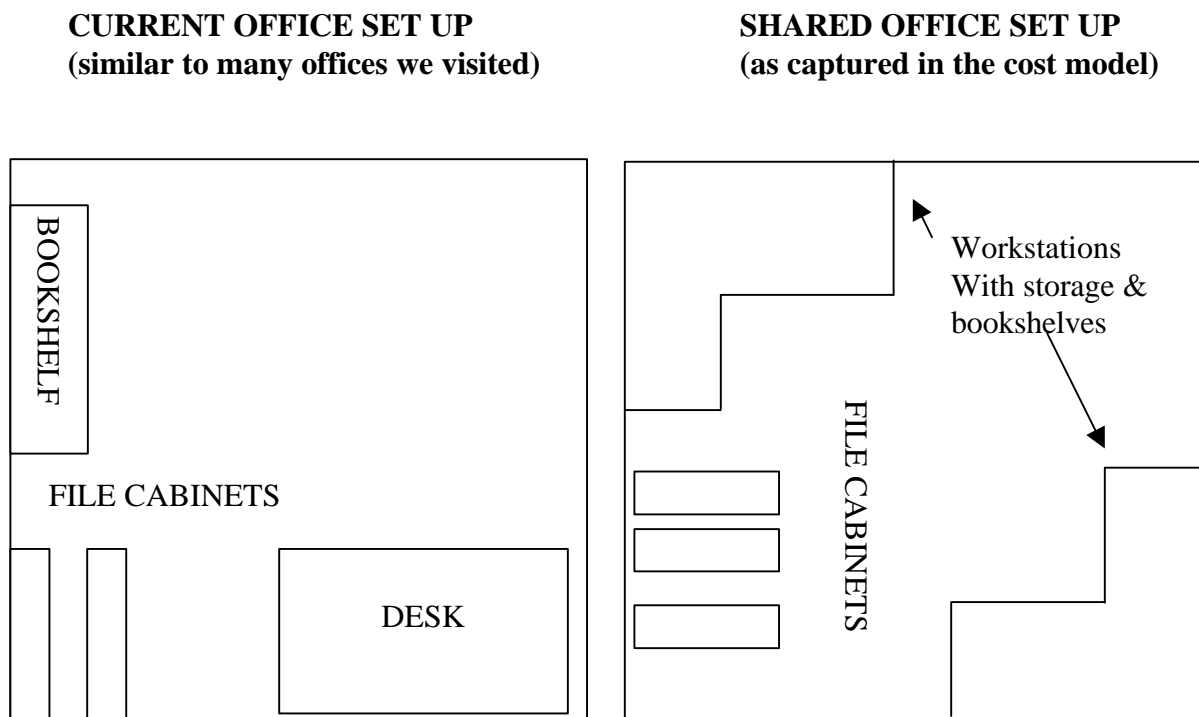 CURRENT OFFICE SET UP
(similar to many offices we visited)
BOOKSHELF
FILE CABINETS
DESK
SHARED OFFICE SET UP
(as captured in the cost model)
Workstations
With storage &
bookshelves
FILE CABINETS